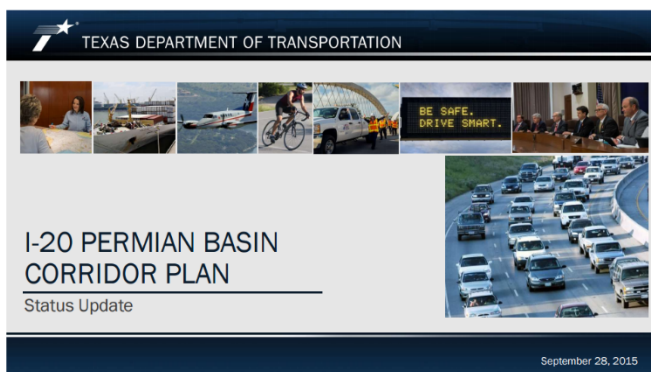 TEXAS DEPARTMENT OF TRANSPORTATION
BE SAFE.
DRIVE SMART.
I-20 PERMIAN BASIN
CORRIDOR PLAN
Status Update
September 28, 2015